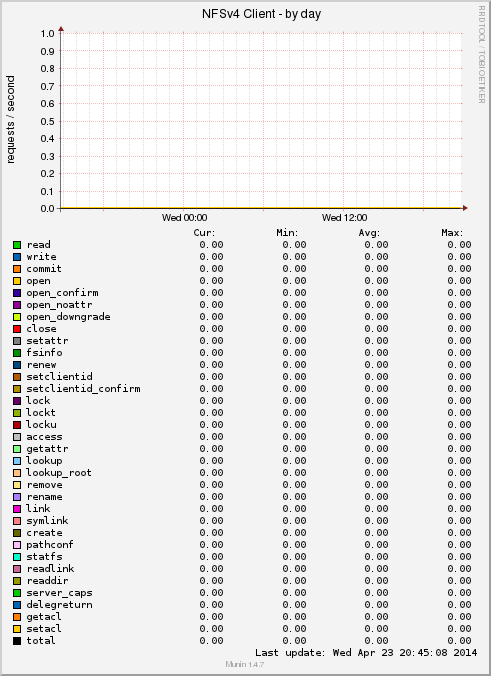 NFSv4 Client - by day
RRDTOOL / TOBI OETIKER
requests / second
1.0
0.9
0.8
0.7
0.6
0.5
0.4
0.3
0.2
0.1
0.0
Wed 00:00 Wed 12:00
Cur: Min: Avg: Max:
read 0.00 0.00 0.00 0.00
write 0.00 0.00 0.00 0.00
commit 0.00 0.00 0.00 0.00
open 0.00 0.00 0.00 0.00
open_confirm 0.00 0.00 0.00 0.00
open_noattr 0.00 0.00 0.00 0.00
open_downgrade 0.00 0.00 0.00 0.00
close 0.00 0.00 0.00 0.00
setattr 0.00 0.00 0.00 0.00
fsinfo 0.00 0.00 0.00 0.00
renew 0.00 0.00 0.00 0.00
setclientid 0.00 0.00 0.00 0.00
setclientid_confirm 0.00 0.00 0.00 0.00
lock 0.00 0.00 0.00 0.00
lockt 0.00 0.00 0.00 0.00
locku 0.00 0.00 0.00 0.00
access 0.00 0.00 0.00 0.00
getattr 0.00 0.00 0.00 0.00
lookup 0.00 0.00 0.00 0.00
lookup_root 0.00 0.00 0.00 0.00
remove 0.00 0.00 0.00 0.00
rename 0.00 0.00 0.00 0.00
link 0.00 0.00 0.00 0.00
symlink 0.00 0.00 0.00 0.00
create 0.00 0.00 0.00 0.00
pathconf 0.00 0.00 0.00 0.00
statfs 0.00 0.00 0.00 0.00
readlink 0.00 0.00 0.00 0.00
readdir 0.00 0.00 0.00 0.00
server_caps 0.00 0.00 0.00 0.00
delegreturn 0.00 0.00 0.00 0.00
getacl 0.00 0.00 0.00 0.00
setacl 0.00 0.00 0.00 0.00
total 0.00 0.00 0.00 0.00
Last update: Wed Apr 23 20:45:08 2014
Munin 1.4.7